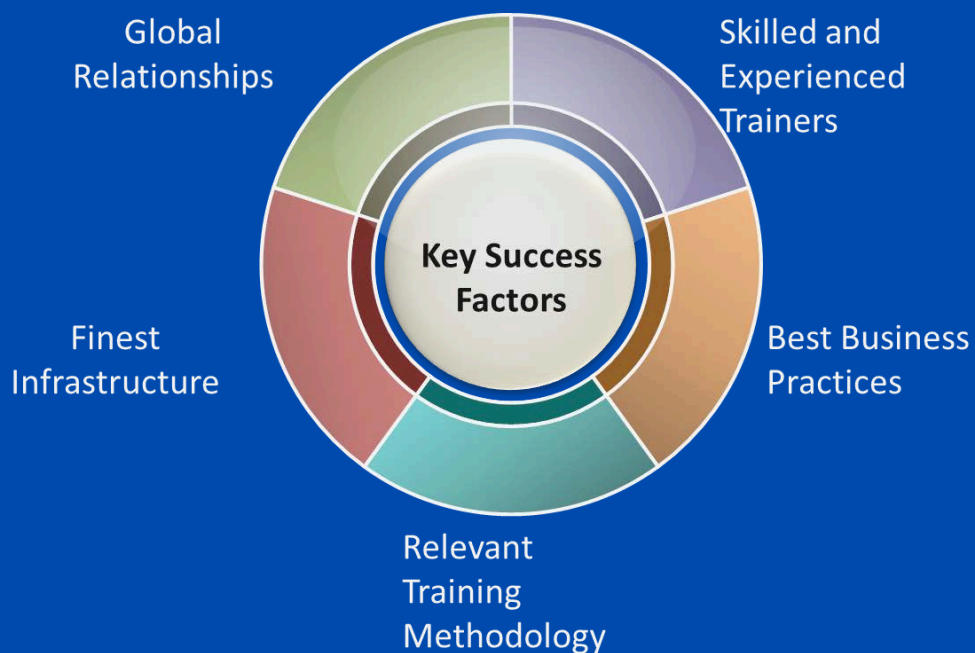 Global
Relationships
Skilled and
Experienced
Trainers
Key Success
Factors
Finest
Infrastructure
Best Business
Practices
Relevant
Training
Methodology